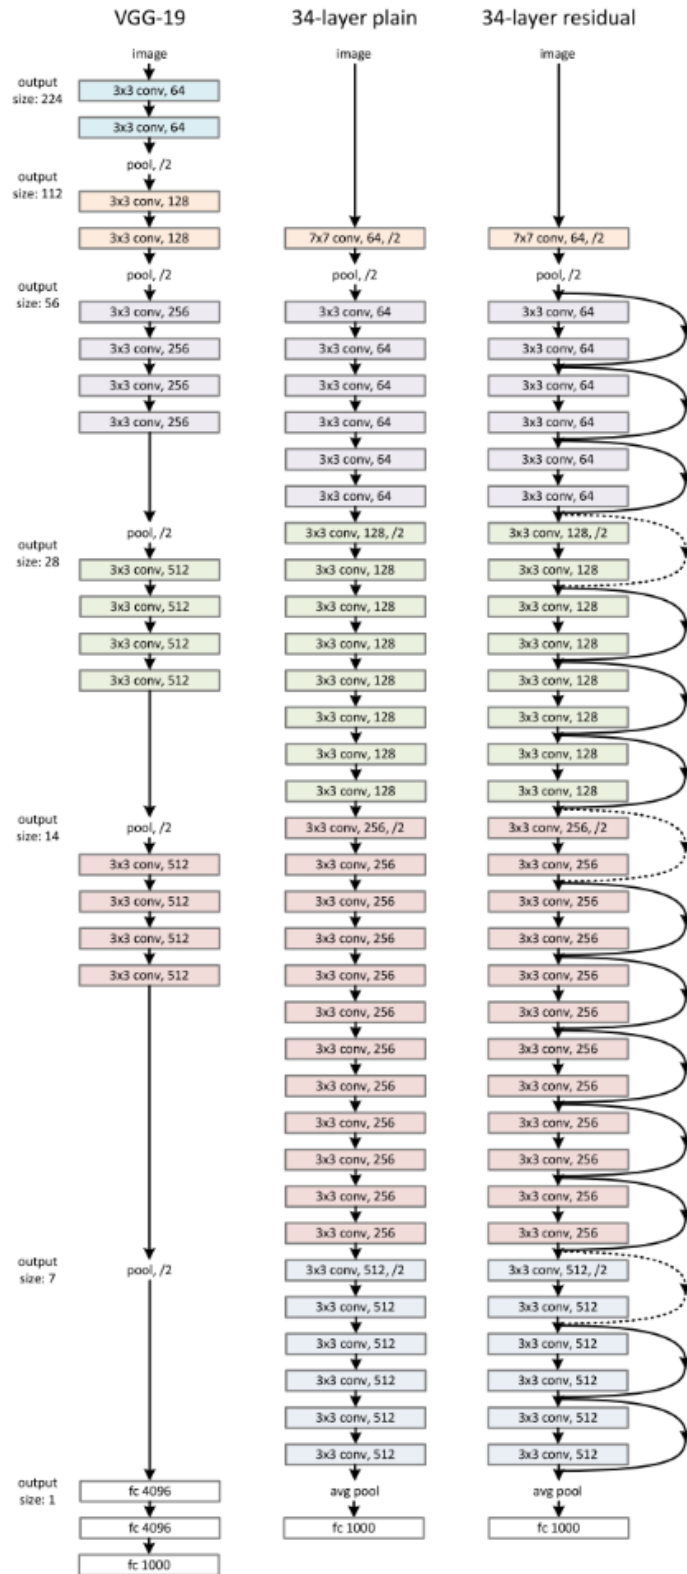 VGG-19
34-layer plain
34-layer residual
output
size: 224
image
3x3 conv, 64
3x3 conv, 64
pool, /2
output
size: 112
3x3 conv, 128
3x3 conv, 128
pool, /2
output
size: 56
3x3 conv, 256
3x3 conv, 256
3x3 conv, 256
3x3 conv, 256
pool, /2
output
size: 28
3x3 conv, 512
3x3 conv, 512
3x3 conv, 512
3x3 conv, 512
pool, /2
output
size: 14
3x3 conv, 512
3x3 conv, 512
3x3 conv, 512
3x3 conv, 512
output
size: 7
pool, /2
output
size: 1
fc 4096
fc 4096
fc 1000
image
7x7 conv, 64, /2
pool, /2
3x3 conv, 64
3x3 conv, 64
3x3 conv, 64
3x3 conv, 64
3x3 conv, 64
3x3 conv, 64
3x3 conv, 128, /2
3x3 conv, 128
3x3 conv, 128
3x3 conv, 128
3x3 conv, 128
3x3 conv, 128
3x3 conv, 128
3x3 conv, 128
3x3 conv, 256, /2
3x3 conv, 256
3x3 conv, 256
3x3 conv, 256
3x3 conv, 256
3x3 conv, 256
3x3 conv, 256
3x3 conv, 256
3x3 conv, 256
3x3 conv, 256
3x3 conv, 256
3x3 conv, 256
3x3 conv, 512, /2
3x3 conv, 512
3x3 conv, 512
3x3 conv, 512
3x3 conv, 512
3x3 conv, 512
avg pool
fc 1000
image
7x7 conv, 64, /2
pool, /2
3x3 conv, 64
3x3 conv, 64
3x3 conv, 64
3x3 conv, 64
3x3 conv, 64
3x3 conv, 64
3x3 conv, 128, /2
3x3 conv, 128
3x3 conv, 128
3x3 conv, 128
3x3 conv, 128
3x3 conv, 128
3x3 conv, 128
3x3 conv, 128
3x3 conv, 256, /2
3x3 conv, 256
3x3 conv, 256
3x3 conv, 256
3x3 conv, 256
3x3 conv, 256
3x3 conv, 256
3x3 conv, 256
3x3 conv, 256
3x3 conv, 256
3x3 conv, 256
3x3 conv, 256
3x3 conv, 512, /2
3x3 conv, 512
3x3 conv, 512
3x3 conv, 512
3x3 conv, 512
3x3 conv, 512
avg pool
fc 1000